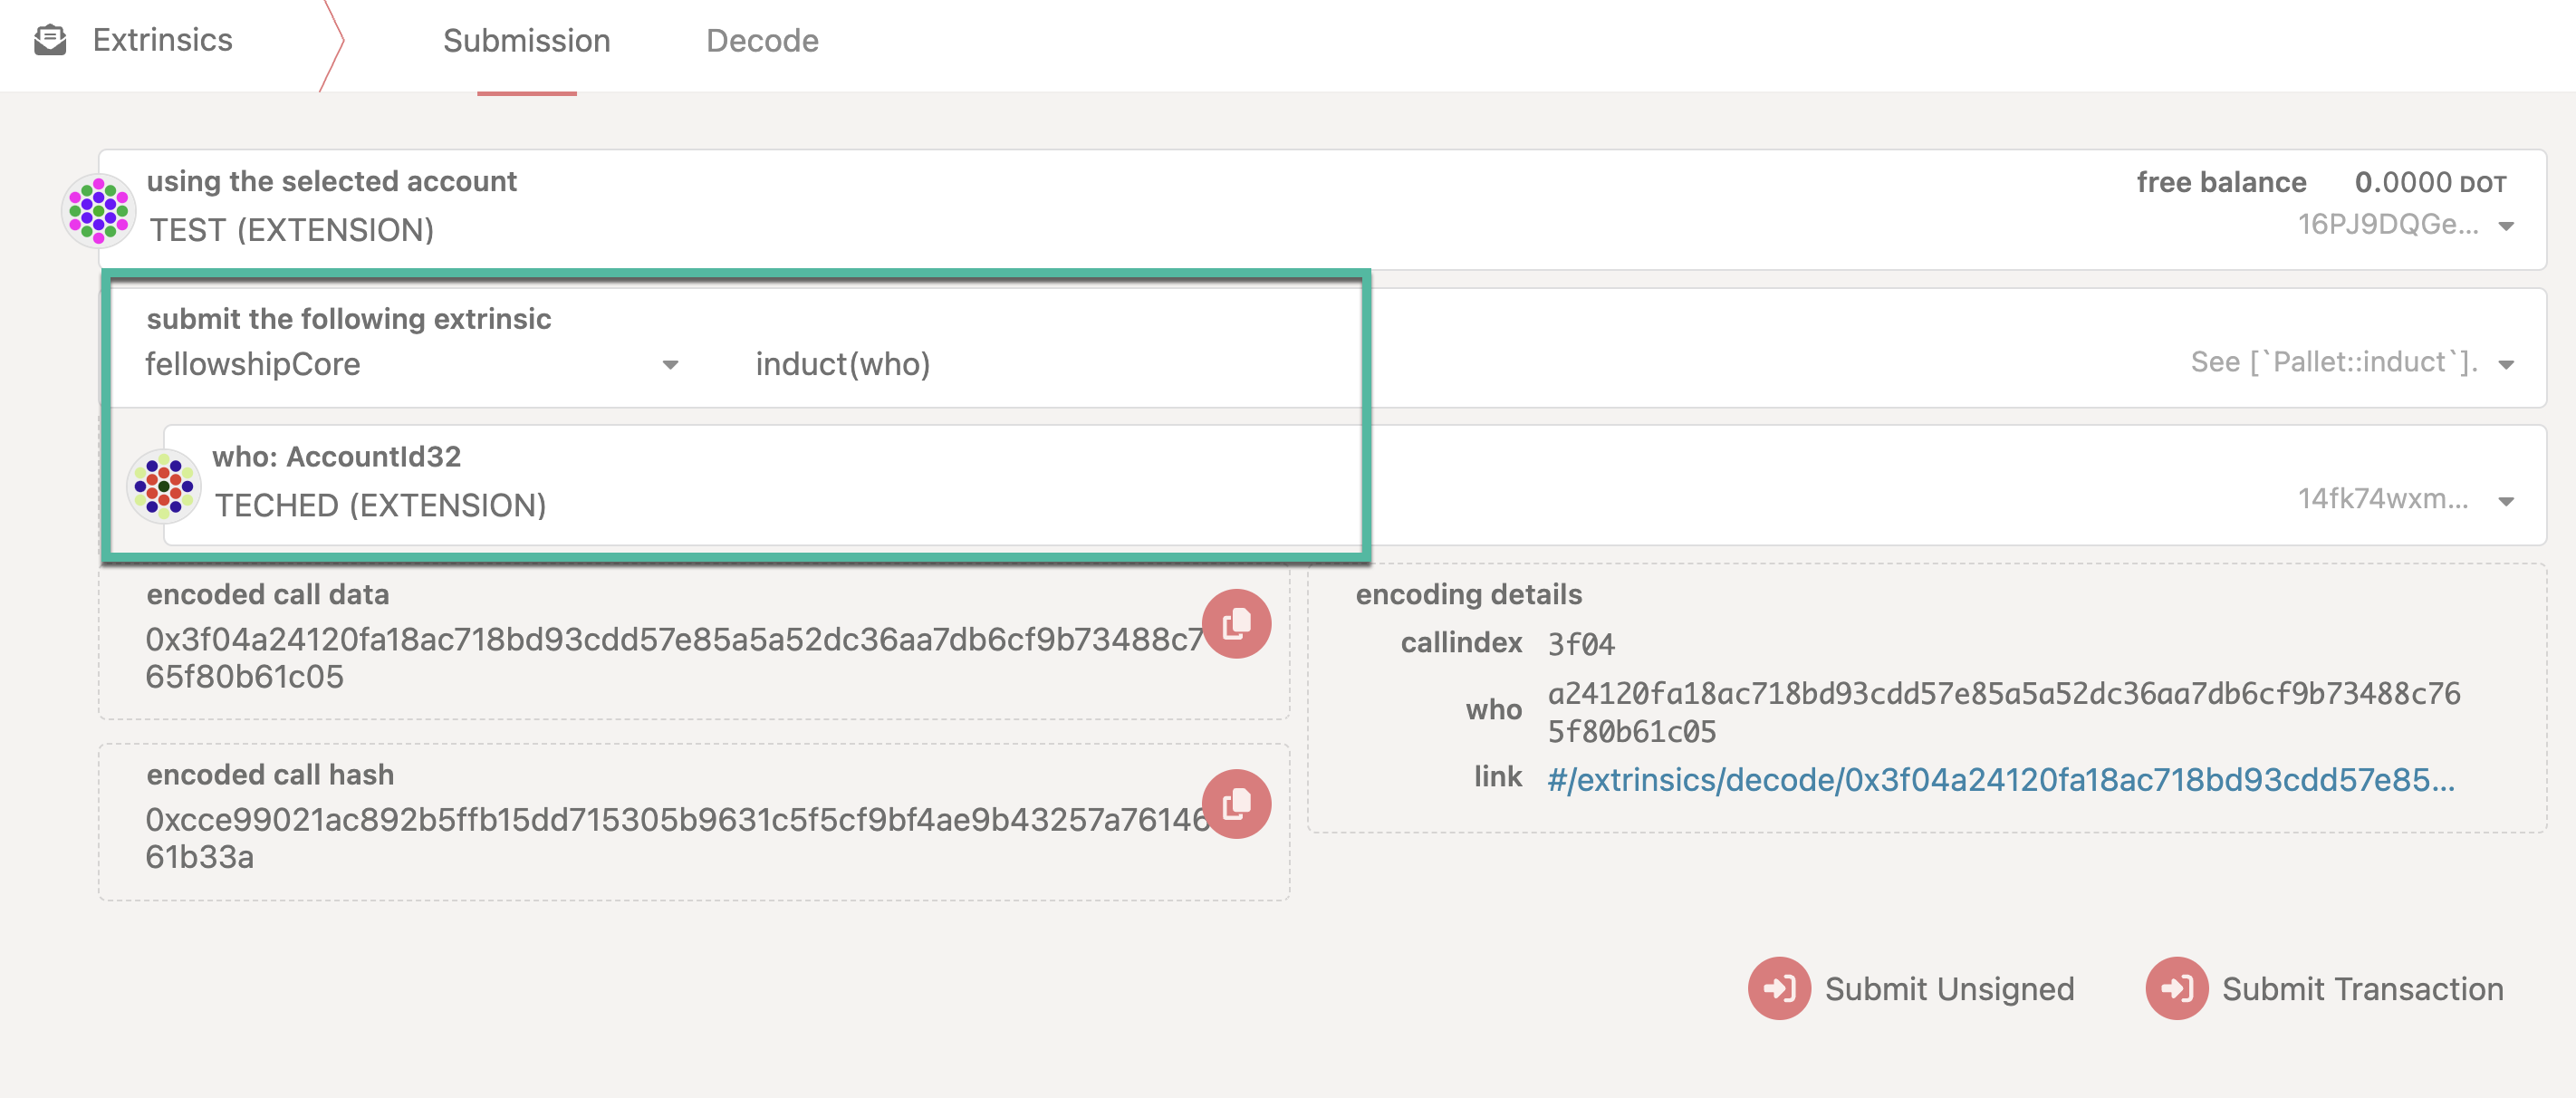 Extrinsics
Submission
Decode
using the selected account
TEST (EXTENSION)
free balance 0.0000 DOT
16PJ9DQGe...
submit the following extrinsic
fellowshipCore
induct(who)
See [`Pallet::induct`].
who: AccountId32
TECHED (EXTENSION)
14fk74wxm...
encoded call data
0x3f04a24120fa18ac718bd93cdd57e85a5a52dc36aa7db6cf9b73488c7
65f80b61c05
encoded call hash
0xcce99021ac892b5ffb15dd715305b9631c5f5cf9bf4ae9b43257a76146
61b33a
encoding details
callindex 3f04
who a24120fa18ac718bd93cdd57e85a5a52dc36aa7db6cf9b73488c76
5f80b61c05
link #/extrinsics/decode/0x3f04a24120fa18ac718bd93cdd57e85...
Submit Unsigned
Submit Transaction